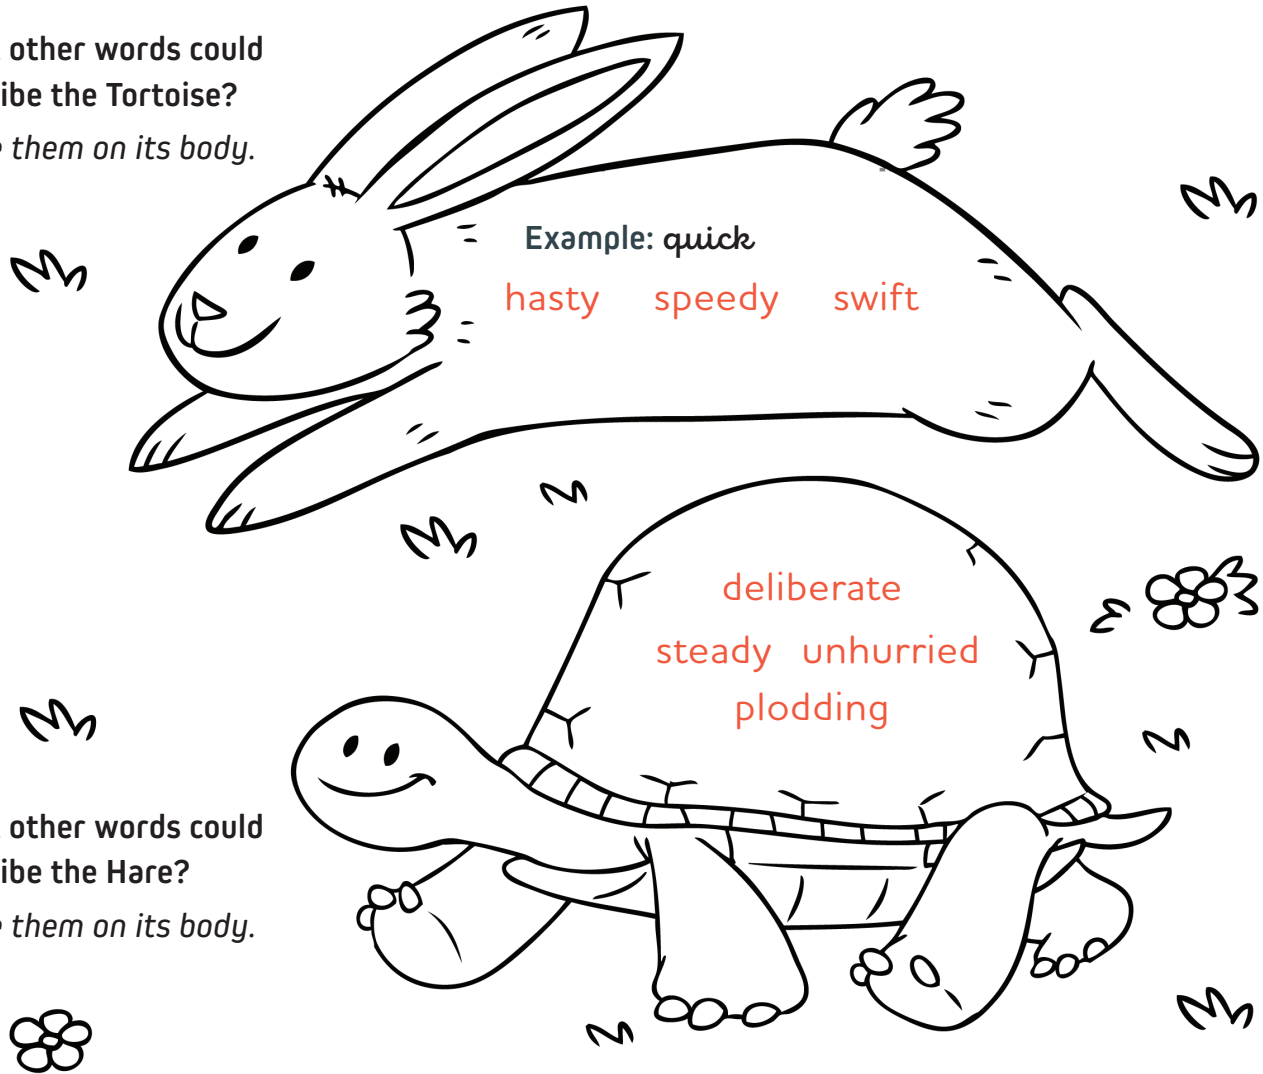 other words could
ibe the Tortoise?
them on its body.
Example: quick
hasty speedy swift
deliberate
steady unhurried
plodding
other words could
ibe the Hare?
them on its body.